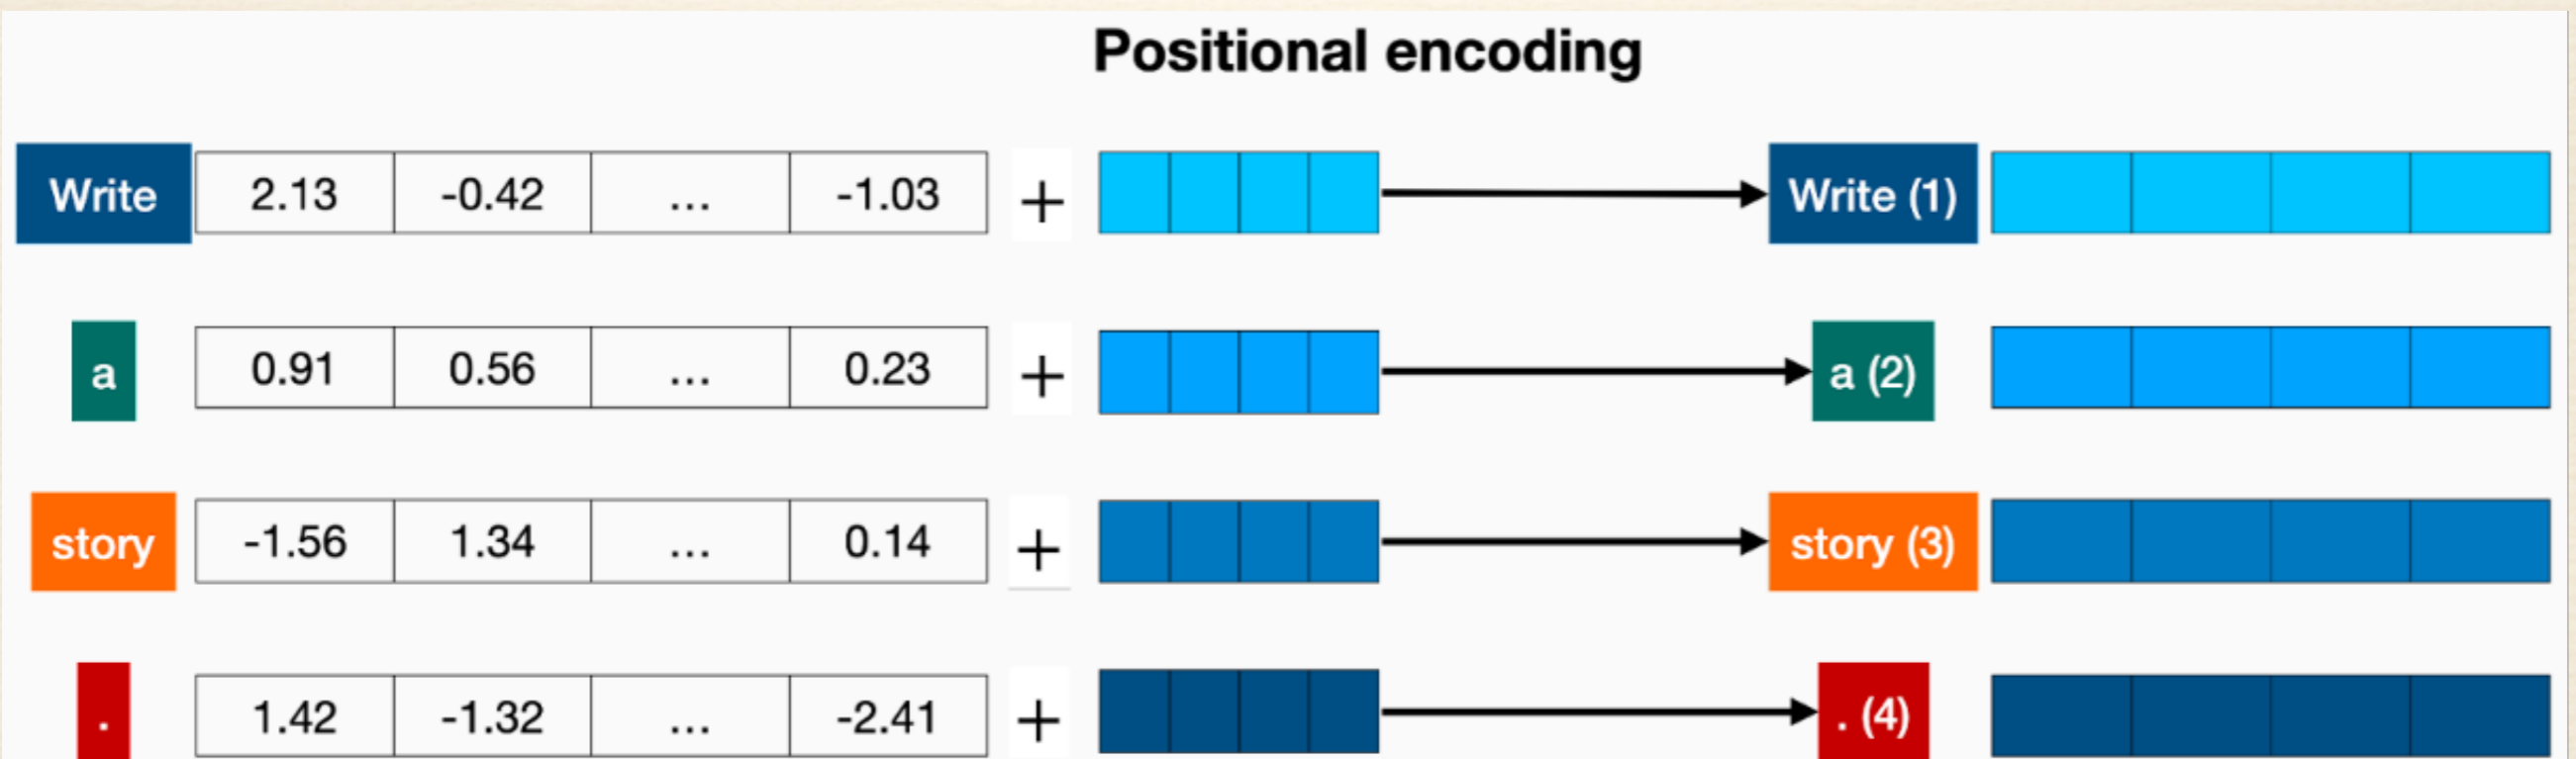 Positional encoding
Write 2.13 -0.42 ... -1.03 + Write (1)
a 0.91 0.56 ... 0.23 + a (2)
story -1.56 1.34 ... 0.14 + story (3)
. 1.42 -1.32 ... -2.41 + . (4)